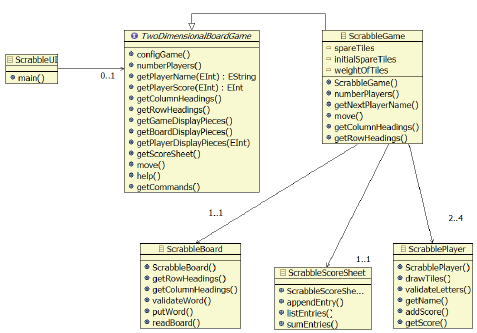 ScrabbleUI
main()
0..1
TwoDimensionalBoardGame
configGame()
numberPlayers()
getPlayerName(EInt) : EString
getPlayerScore(EInt) : EInt
getColumnHeadings()
getRowHeadings()
getGameDisplayPieces()
getBoardDisplayPieces()
getPlayerDisplayPieces(EInt)
getScoreSheet()
move()
help()
getCommands()
ScrabbleGame
spareTiles
initialSpareTiles
weightOfTiles
ScrabbleGame()
numberPlayers()
getNextPlayerName()
move()
getColumnHeadings()
getRowHeadings()
1..1
1..1
2..4
ScrabbleBoard
ScrabbleBoard()
getRowHeadings()
getColumnHeadings()
validateWord()
putWord()
readBoard()
ScrabbleScoreSheet
ScrabbleScoreShe...
appendEntry()
listEntries()
sumEntries()
ScrabblePlayer
ScrabblePlayer()
drawTiles()
validateLetters()
getName()
addScore()
getScore()